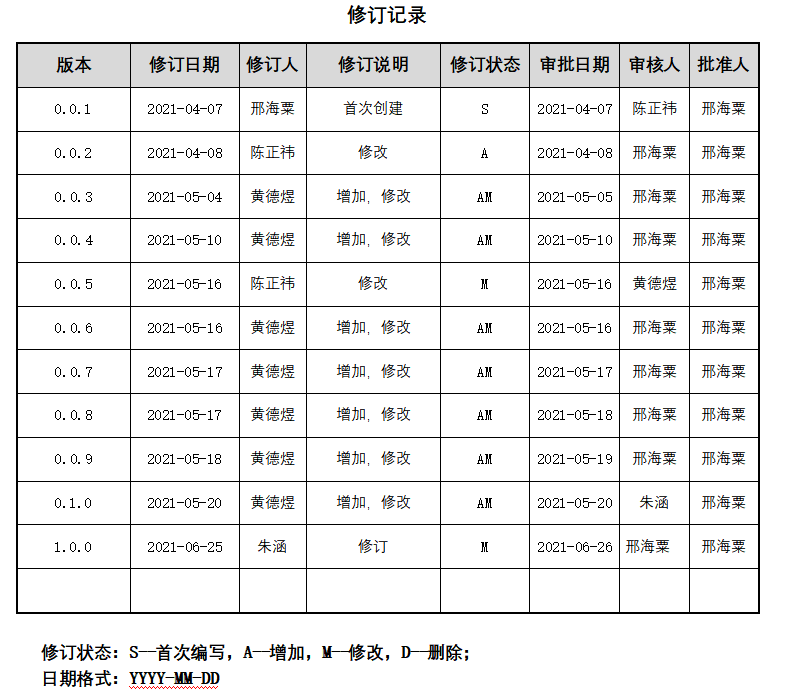 修订记录
版本 修订日期 修订人 修订说明 修订状态 审批日期 审核人 批准人
0.0.1 2021-04-07 邢海粟 首次创建 S 2021-04-07 陈正祎 邢海粟
0.0.2 2021-04-08 陈正祎 修改 A 2021-04-08 邢海粟 邢海粟
0.0.3 2021-05-04 黄德煜 增加，修改 AM 2021-05-05 邢海粟 邢海粟
0.0.4 2021-05-10 黄德煜 增加，修改 AM 2021-05-10 邢海粟 邢海粟
0.0.5 2021-05-16 陈正祎 修改 M 2021-05-16 黄德煜 邢海粟
0.0.6 2021-05-16 黄德煜 增加，修改 AM 2021-05-16 邢海粟 邢海粟
0.0.7 2021-05-17 黄德煜 增加，修改 AM 2021-05-17 邢海粟 邢海粟
0.0.8 2021-05-17 黄德煜 增加，修改 AM 2021-05-18 邢海粟 邢海粟
0.0.9 2021-05-18 黄德煜 增加，修改 AM 2021-05-19 邢海粟 邢海粟
0.1.0 2021-05-20 黄德煜 增加，修改 AM 2021-05-20 朱涵 邢海粟
1.0.0 2021-06-25 朱涵 修订 M 2021-06-26 邢海粟 邢海粟
修订状态：S--首次编写，A--增加，M--修改，D--删除；
日期格式：YYYY-MM-DD